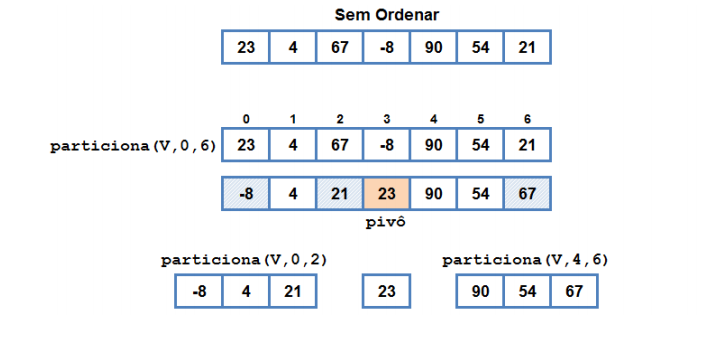 Sem Ordenar
23 4 67 -8 90 54 21
0 1 2 3 4 5 6
particiona(V,0,6) 23 4 67 -8 90 54 21
-8 4 21 23 90 54 67
pivô
particiona(V,0,2) particiona(V,4,6)
-8 4 21 23 90 54 67